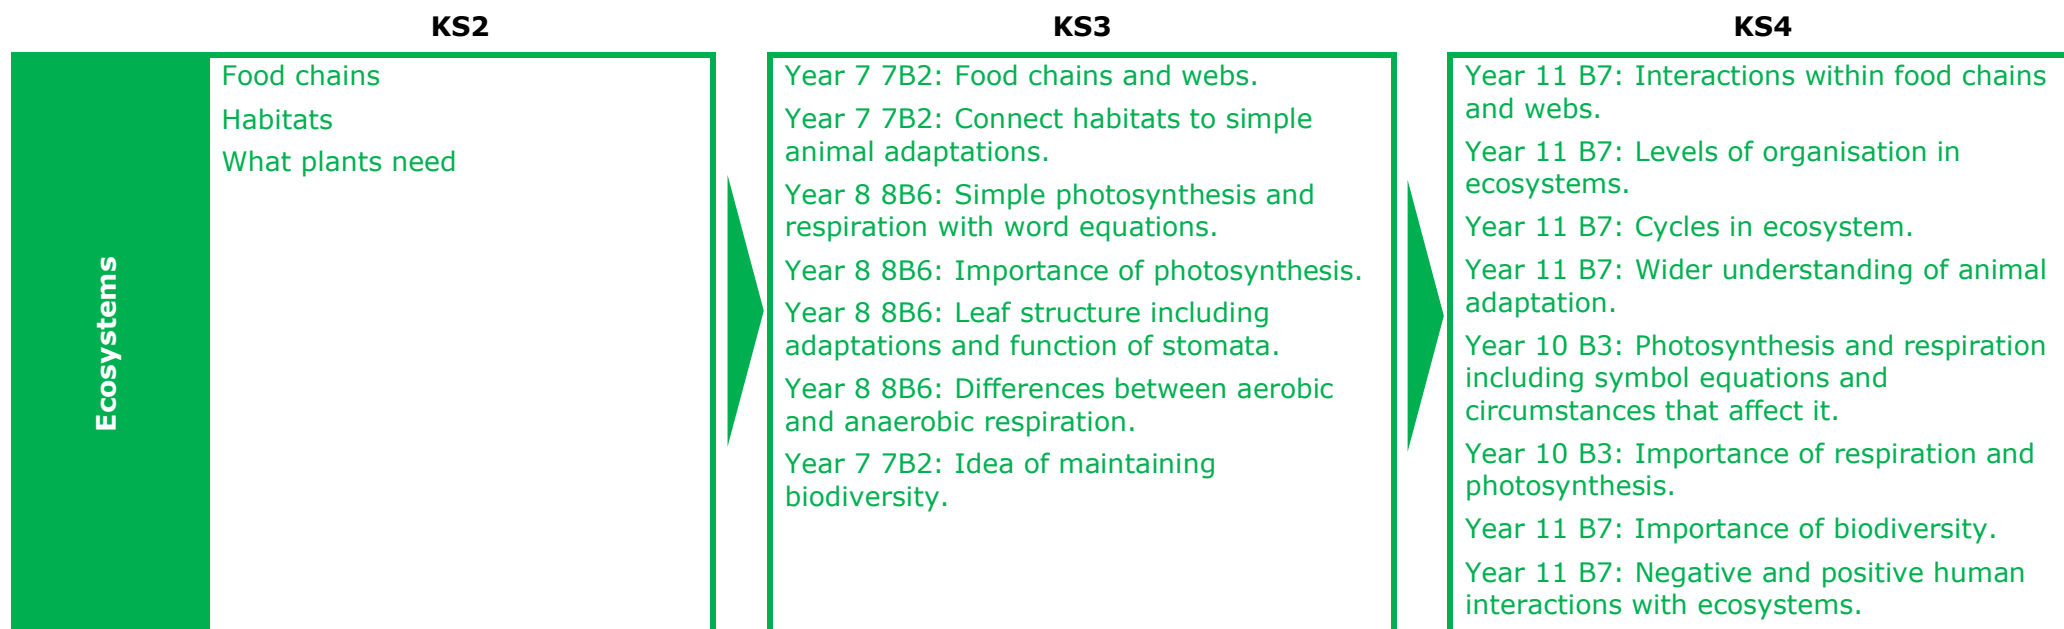 KS2
KS3
KS4
Ecosystems
Food chains
Habitats
What plants need
Year 7 7B2: Food chains and webs.
Year 7 7B2: Connect habitats to simple
animal adaptations.
Year 8 8B6: Simple photosynthesis and
respiration with word equations.
Year 8 8B6: Importance of photosynthesis.
Year 8 8B6: Leaf structure including
adaptations and function of stomata.
Year 8 8B6: Differences between aerobic
and anaerobic respiration.
Year 7 7B2: Idea of maintaining
biodiversity.
Year 11 B7: Interactions within food chains
and webs.
Year 11 B7: Levels of organisation in
ecosystems.
Year 11 B7: Cycles in ecosystem.
Year 11 B7: Wider understanding of animal
adaptation.
Year 10 B3: Photosynthesis and respiration
including symbol equations and
circumstances that affect it.
Year 10 B3: Importance of respiration and
photosynthesis.
Year 11 B7: Importance of biodiversity.
Year 11 B7: Negative and positive human
interactions with ecosystems.